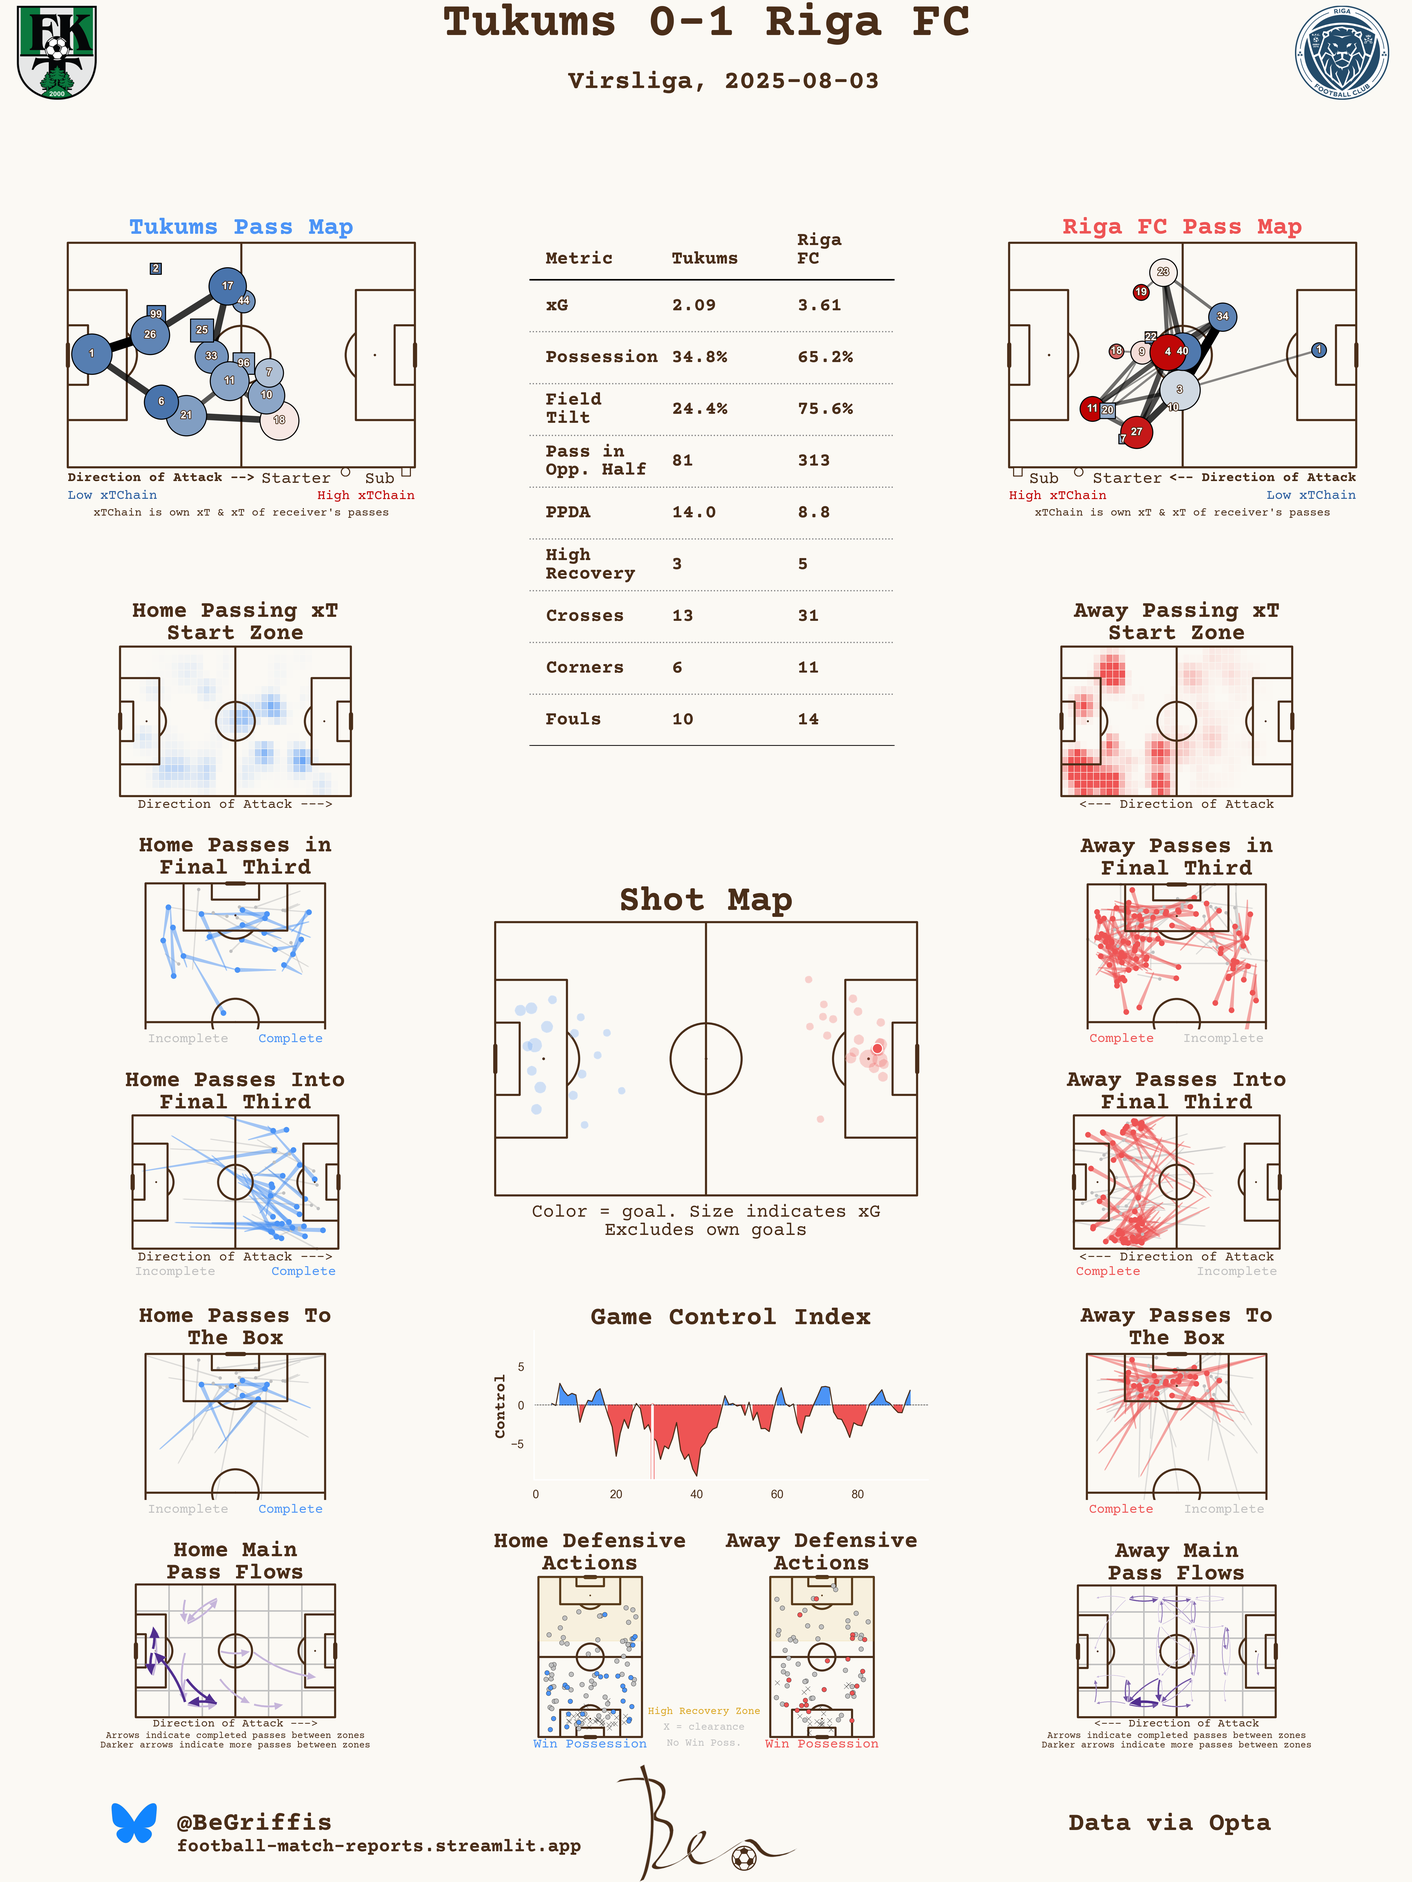 Tukums 0-1 Riga FC
Virsliga, 2025-08-03
FK
2000
RIGA
FOOTBALL CLUB
Tukums Pass Map
2
17
44
99
26
25
1
33
96
7
11
10
6
21
18
Direction of Attack --> Starter Sub
Low xTChain High xTChain
xTChain is own xT & xT of receiver's passes
Metric Tukums Riga FC
xG 2.09 3.61
Possession 34.8% 65.2%
Field Tilt 24.4% 75.6%
Pass in Opp. Half 81 313
PPDA 14.0 8.8
High Recovery 3 5
Crosses 13 31
Corners 6 11
Fouls 10 14
Riga FC Pass Map
23
19
34
22
18
9
4
40
1
3
11
20
10
27
7
Sub Starter <-- Direction of Attack
High xTChain Low xTChain
xTChain is own xT & xT of receiver's passes
Home Passing xT
Start Zone
Direction of Attack --->
Away Passing xT
Start Zone
<--- Direction of Attack
Home Passes in
Final Third
Incomplete Complete
Away Passes in
Final Third
Complete Incomplete
Shot Map
Color = goal. Size indicates xG
Excludes own goals
Home Passes Into
Final Third
Direction of Attack --->
Incomplete Complete
Away Passes Into
Final Third
<--- Direction of Attack
Complete Incomplete
Home Passes To
The Box
Incomplete Complete
Game Control Index
Control
5
0
−5
0 20 40 60 80
Away Passes To
The Box
Complete Incomplete
Home Main
Pass Flows
Direction of Attack --->
Arrows indicate completed passes between zones
Darker arrows indicate more passes between zones
Home Defensive
Actions
Win Possession
Away Defensive
Actions
Win Possession
High Recovery Zone
X = clearance
No Win Poss.
Away Main
Pass Flows
<--- Direction of Attack
Arrows indicate completed passes between zones
Darker arrows indicate more passes between zones
@BeGriffis
football-match-reports.streamlit.app
Ben
Data via Opta